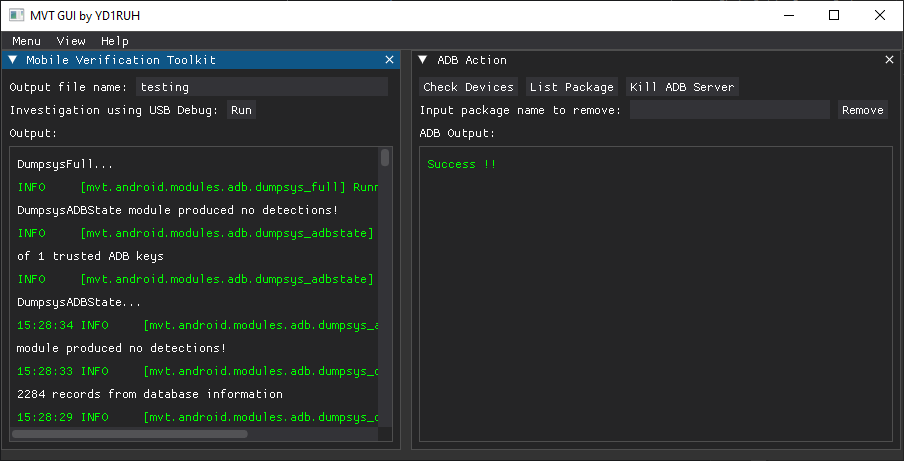 MVT GUI by YD1RUH
Menu View Help
Mobile Verification Toolkit
Output file name: testing
Investigation using USB Debug: Run
Output:
DumpsysFull...
INFO [mvt.android.modules.adb.dumpsys_full] Runn
DumpsysADBState module produced no detections!
INFO [mvt.android.modules.adb.dumpsys_adbstate]
of 1 trusted ADB keys
INFO [mvt.android.modules.adb.dumpsys_adbstate]
DumpsysADBState...
15:28:34 INFO [mvt.android.modules.adb.dumpsys_a
module produced no detections!
15:28:33 INFO [mvt.android.modules.adb.dumpsys_d
2284 records from database information
15:28:29 INFO [mvt.android.modules.adb.dumpsys_d
ADB Action
Check Devices List Package Kill ADB Server
Input package name to remove: Remove
ADB Output:
Success !!